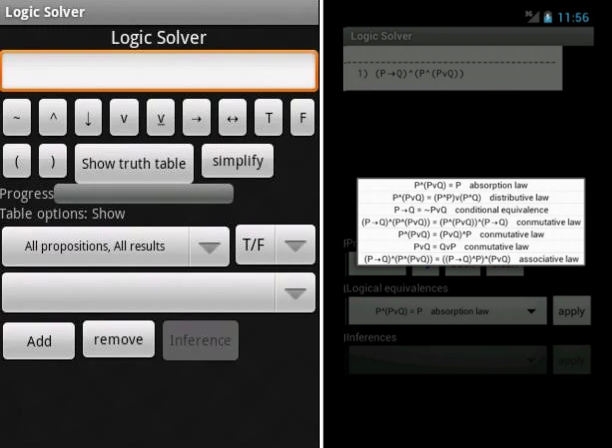 Logic Solver
Logic Solver
~ ^ ↓ v v → ↔ T F
( ) Show truth table simplify
Progress
Table options: Show
All propositions, All results T/F
Add remove Inference
3G 11:56
Logic Solver
1) (P→Q)^(P^(PvQ))
P^(PvQ) = P absorption law
P^(PvQ) = (P^P)v(P^Q) distributive law
P→Q = ~PvQ conditional equivalence
(P→Q)^(P^(PvQ)) = (P^(PvQ))^(P→Q) conmutative law
P^(PvQ) = (PvQ)^P conmutative law
PvQ = QvP conmutative law
(P→Q)^(P^(PvQ)) = ((P→Q)^P)^(PvQ) associative law
|Logical equivalences
P^(PvQ) = P absorption law apply
|Inferences
apply